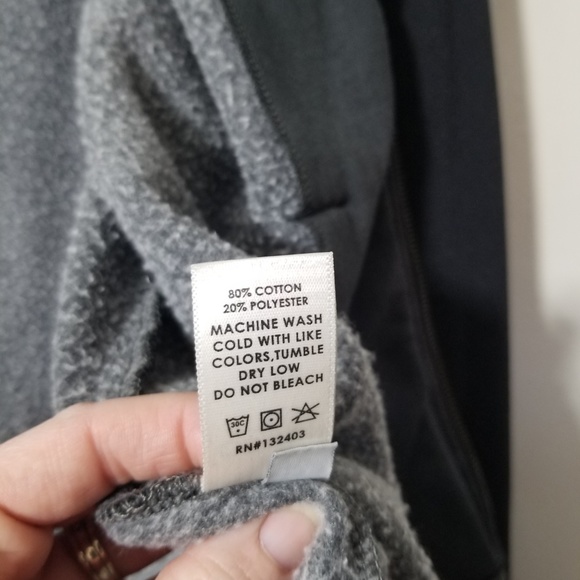 80% COTTON
20% POLYESTER
MACHINE WASH
COLD WITH LIKE
COLORS,TUMBLE
DRY LOW
DO NOT BLEACH
30C
RN#132403